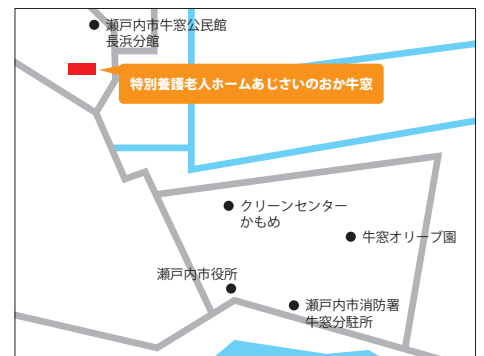 瀬戸内市牛窓公民館
長浜分館
特別養護老人ホームあじさいのおか牛窓
クリーンセンター
かもめ
牛窓オリーブ園
瀬戸内市役所
瀬戸内市消防署
牛窓分駐所